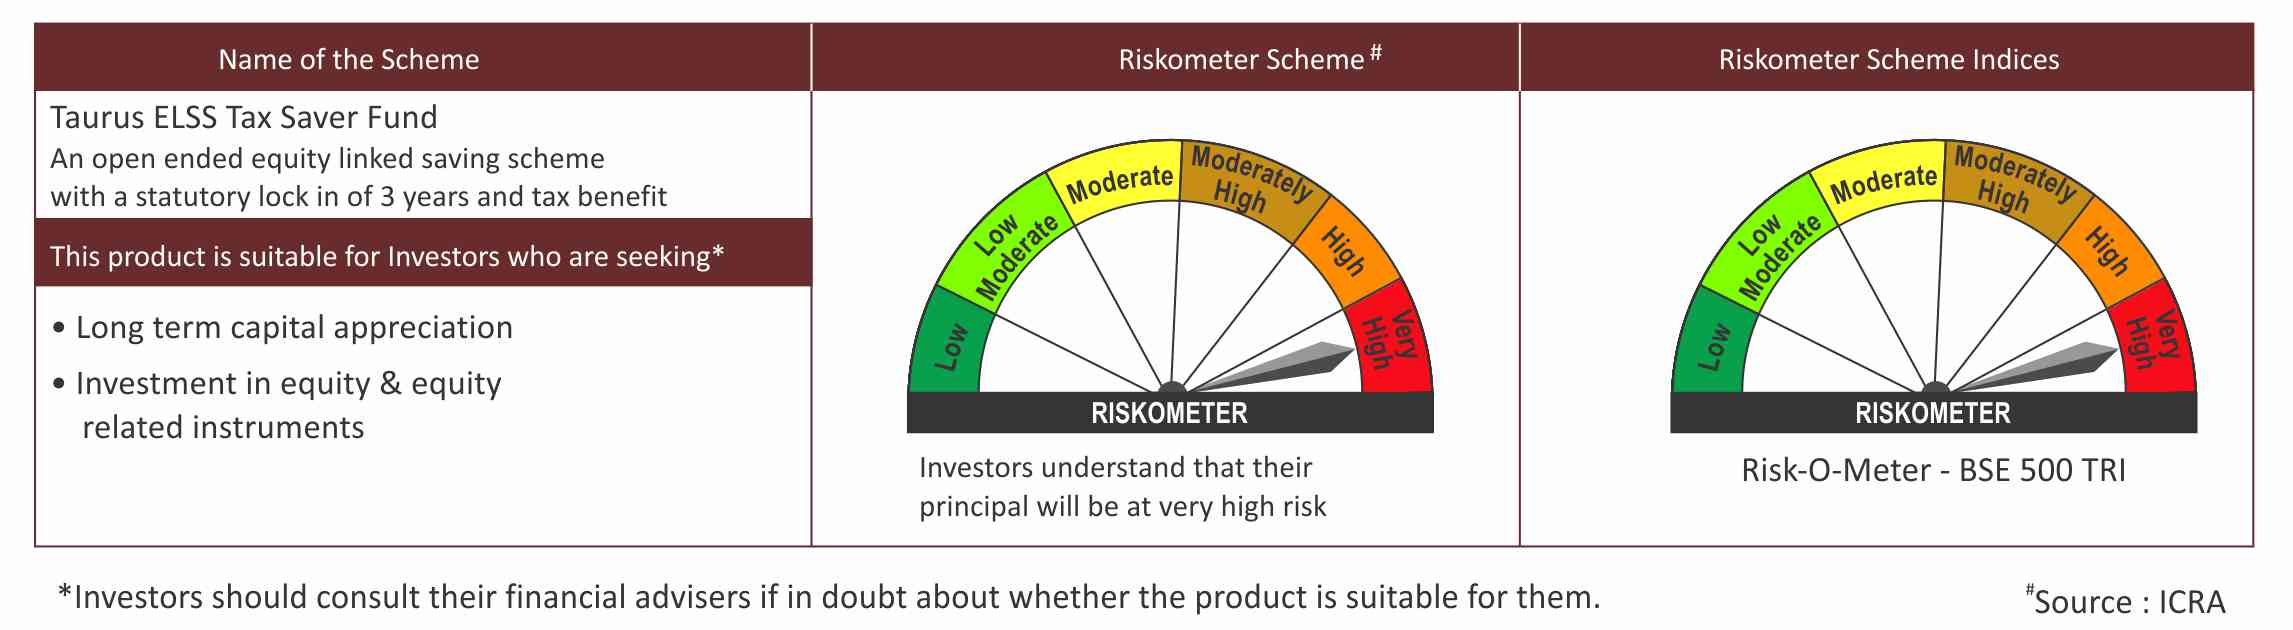 Name of the Scheme
Riskometer Scheme#
Riskometer Scheme Indices
Taurus ELSS Tax Saver Fund
An open ended equity linked saving scheme
with a statutory lock in of 3 years and tax benefit
This product is suitable for Investors who are seeking*
• Long term capital appreciation
• Investment in equity & equity
related instruments
Low
Low
Moderate
Moderate
Moderately
High
High
Very
High
RISKOMETER
Investors understand that their
principal will be at very high risk
Low
Low
Moderate
Moderate
Moderately
High
High
Very
High
RISKOMETER
Risk-O-Meter - BSE 500 TRI
*Investors should consult their financial advisers if in doubt about whether the product is suitable for them.
#Source : ICRA